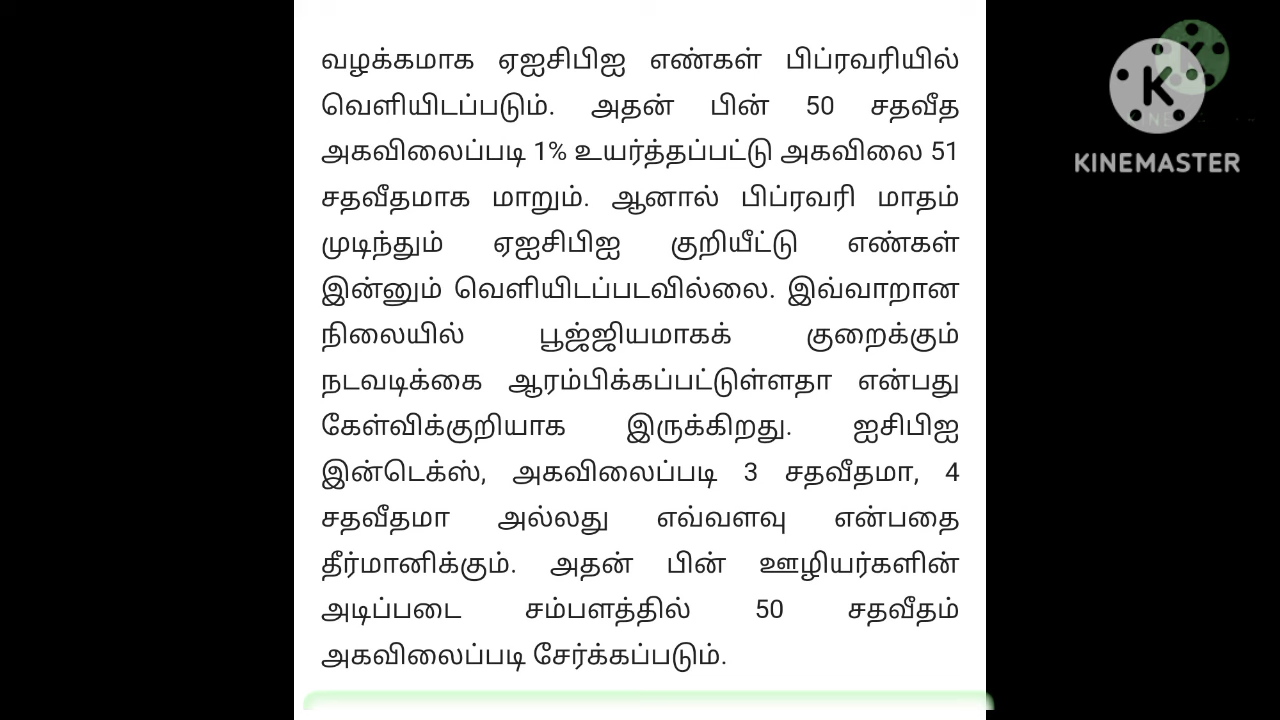 வழக்கமாக ஏஐசிபிஐ எண்கள் பிப்ரவரியில்
வெளியிடப்படும். அதன் பின் 50 சதவீத
அகவிலைப்படி 1% உயர்த்தப்பட்டு அகவிலை 51
சதவீதமாக மாறும். ஆனால் பிப்ரவரி மாதம்
முடிந்தும் ஏஐசிபிஐ குறியீட்டு எண்கள்
இன்னும் வெளியிடப்படவில்லை. இவ்வாறான
நிலையில் பூஜ்ஜியமாகக் குறைக்கும்
நடவடிக்கை ஆரம்பிக்கப்பட்டுள்ளதா என்பது
கேள்விக்குறியாக இருக்கிறது. ஐசிபிஐ
இன்டெக்ஸ், அகவிலைப்படி 3 சதவீதமா, 4
சதவீதமா அல்லது எவ்வளவு என்பதை
தீர்மானிக்கும். அதன் பின் ஊழியர்களின்
அடிப்படை சம்பளத்தில் 50 சதவீதம்
அகவிலைப்படி சேர்க்கப்படும்.
K
KINEMASTER